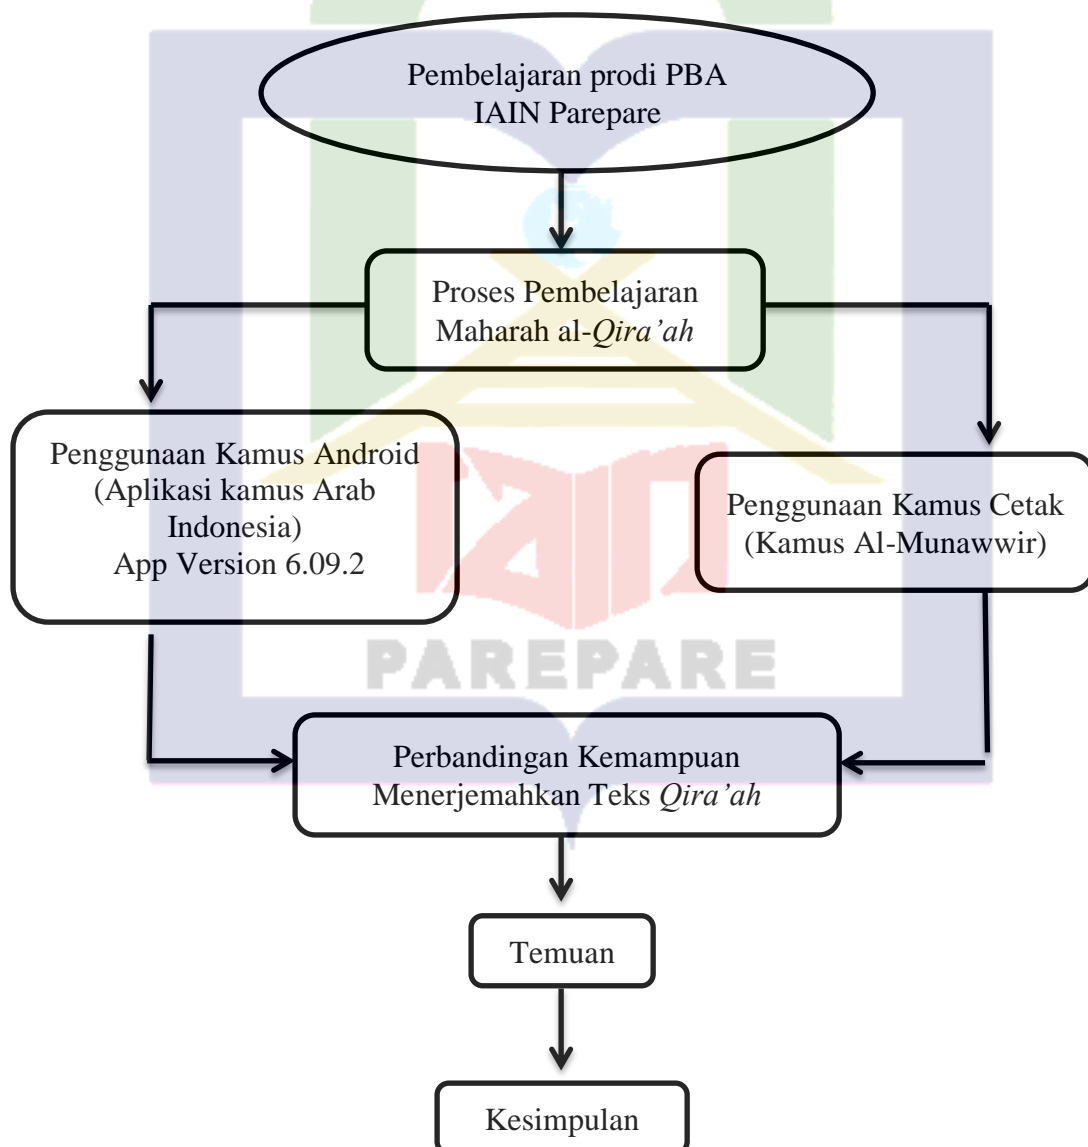 Pembelajaran prodi PBA
IAIN Parepare
Proses Pembelajaran
Maharah al-Qira’ah
Penggunaan Kamus Android
(Aplikasi kamus Arab
Indonesia)
App Version 6.09.2
Penggunaan Kamus Cetak
(Kamus Al-Munawwir)
PAREPARE
Perbandingan Kemampuan
Menerjemahkan Teks Qira’ah
Temuan
Kesimpulan